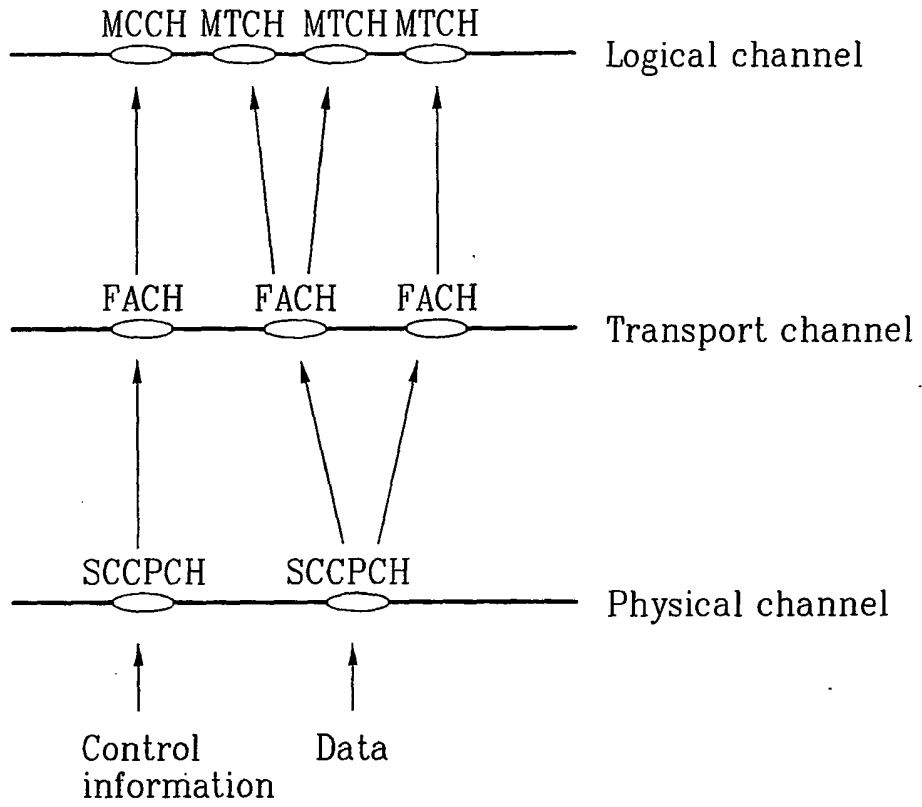 MCCH MTCH MTCH MTCH
Logical channel
FACH FACH FACH
Transport channel
SCCPCH SCCPCH
Physical channel
Control
information
Data